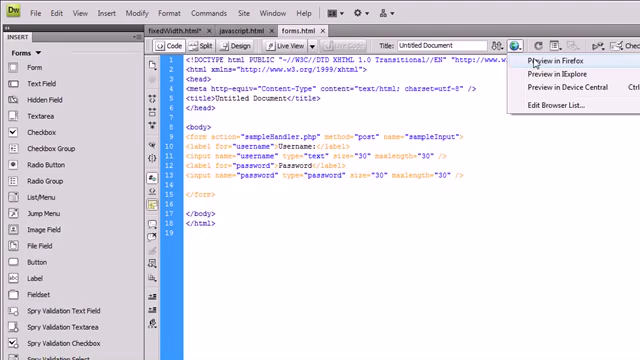 Dw File Edit View Insert Modify Format Commands Site Window Help
INSERT
fixedWidth.html* javascript.html forms.html
Code Split Design Live View Live Code Title: Untitled Document Check
Forms
Form
Text Field
Hidden Field
Textarea
Checkbox
Checkbox Group
Radio Button
Radio Group
List/Menu
Jump Menu
Image Field
File Field
Button
Label
Fieldset
Spry Validation Text Field
Spry Validation Textarea
Spry Validation Checkbox
Spry Validation Select
Preview in Firefox
Preview in IExplore
Preview in Device Central Ctrl
Edit Browser List...
1 <!DOCTYPE html PUBLIC "-//W3C//DTD XHTML 1.0 Transitional//EN" "http://www.w
2 <html xmlns="http://www.w3.org/1999/xhtml">
3 <head>
4 <meta http-equiv="Content-Type" content="text/html; charset=utf-8" />
5 <title>Untitled Document</title>
6 </head>
7
8 <body>
9 <form action="sampleHandler.php" method="post" name="sampleInput">
10 <label for="username">Username:</label>
11 <input name="username" type="text" size="30" maxlength="30" />
12 <label for="password">Password</label>
13 <input name="password" type="password" size="30" maxlength="30" />
14
15 </form>
16
17 </body>
18 </html>
19